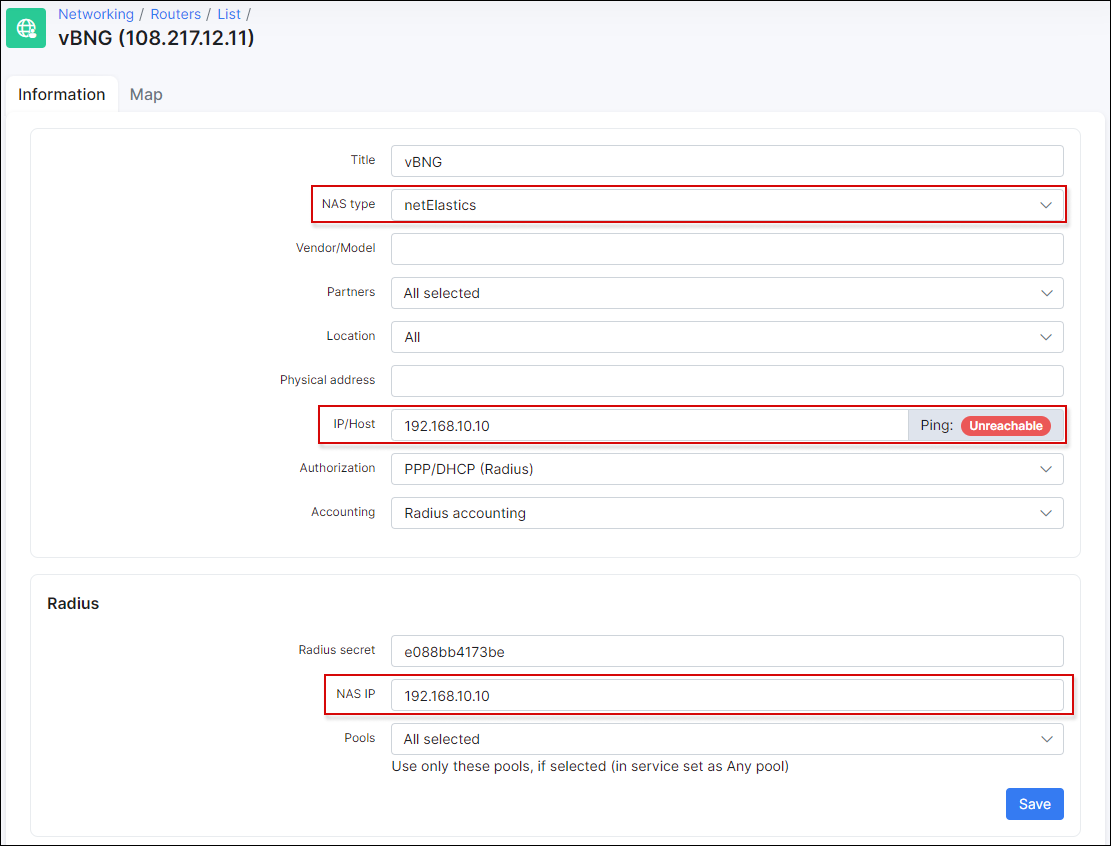 Networking / Routers / List /
vBNG (108.217.12.11)
Information Map
Title vBNG
NAS type netElastics
Vendor/Model
Partners All selected
Location All
Physical address
IP/Host 192.168.10.10 Ping: Unreachable
Authorization PPP/DHCP (Radius)
Accounting Radius accounting
Radius
Radius secret e088bb4173be
NAS IP 192.168.10.10
Pools All selected
Use only these pools, if selected (in service set as Any pool)
Save